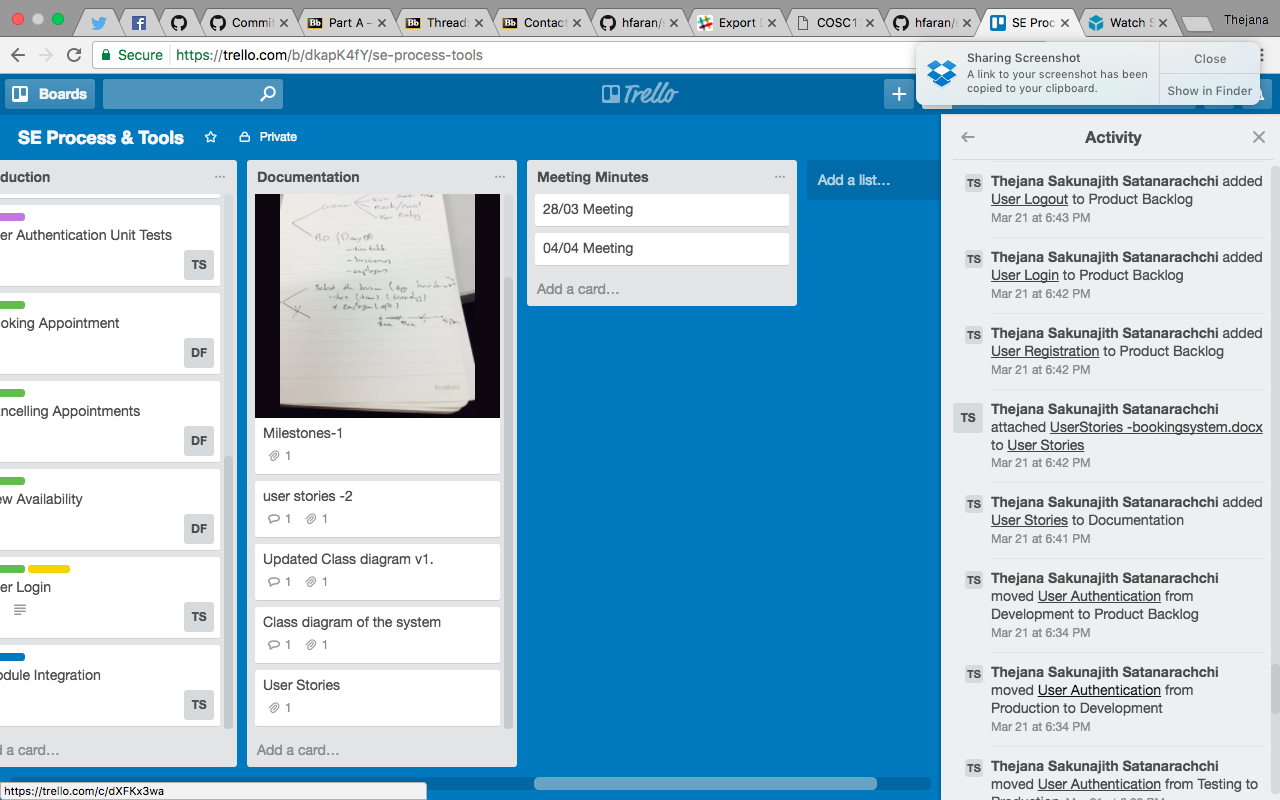 Commit
Part A –
Thread:
Contact
hfaran/s
Export D
COSC1
hfaran/s
SE Proc
Watch S
Thejana
Secure
https://trello.com/b/dkapK4fY/se-process-tools
Sharing Screenshot
A link to your screenshot has been
copied to your clipboard.
Close
Show in Finder
Boards
Trello
SE Process & Tools
Private
duction
er Authentication Unit Tests
TS
oking Appointment
DF
ncelling Appointments
DF
ew Availability
DF
er Login
TS
odule Integration
TS
d a card...
Documentation
Milestones-1
1
user stories -2
1 1
Updated Class diagram v1.
1 1
Class diagram of the system
1 1
User Stories
1
Add a card...
Meeting Minutes
28/03 Meeting
04/04 Meeting
Add a card...
Add a list...
Activity
TS
Thejana Sakunajith Satanarachchi added
User Logout to Product Backlog
Mar 21 at 6:43 PM
TS
Thejana Sakunajith Satanarachchi added
User Login to Product Backlog
Mar 21 at 6:42 PM
TS
Thejana Sakunajith Satanarachchi added
User Registration to Product Backlog
Mar 21 at 6:42 PM
TS
Thejana Sakunajith Satanarachchi
attached UserStories -bookingsystem.docx
to User Stories
Mar 21 at 6:42 PM
TS
Thejana Sakunajith Satanarachchi added
User Stories to Documentation
Mar 21 at 6:41 PM
TS
Thejana Sakunajith Satanarachchi
moved User Authentication from
Development to Product Backlog
Mar 21 at 6:34 PM
TS
Thejana Sakunajith Satanarachchi
moved User Authentication from
Production to Development
Mar 21 at 6:34 PM
TS
Thejana Sakunajith Satanarachchi
moved User Authentication from Testing to
Production
https://trello.com/c/dXFKx3wa